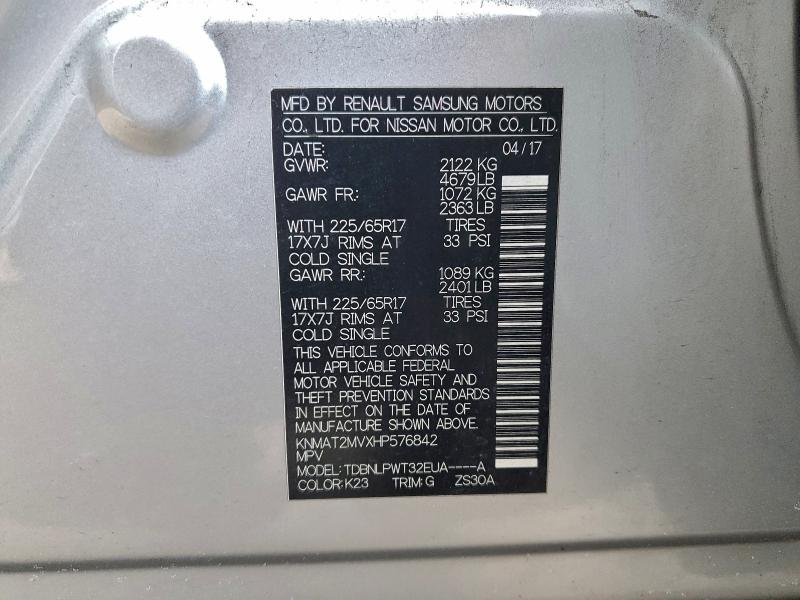 MFD BY RENAULT SAMSUNG MOTORS
CO., LTD. FOR NISSAN MOTOR CO., LTD.
DATE: 04/17
GVWR: 2122 KG
4679 LB
GAWR FR.: 1072 KG
2363 LB
WITH 225/65R17 TIRES
17X7J RIMS AT 33 PSI
COLD SINGLE
GAWR RR.: 1089 KG
2401 LB
WITH 225/65R17 TIRES
17X7J RIMS AT 33 PSI
COLD SINGLE
THIS VEHICLE CONFORMS TO
ALL APPLICABLE FEDERAL
MOTOR VEHICLE SAFETY AND
THEFT PREVENTION STANDARDS
IN EFFECT ON THE DATE OF
MANUFACTURE SHOWN ABOVE.
KNMAT2MVXHP576842
MPV
MODEL: TDBNLPWT32EUA----A
COLOR: K23 TRIM: G ZS30A